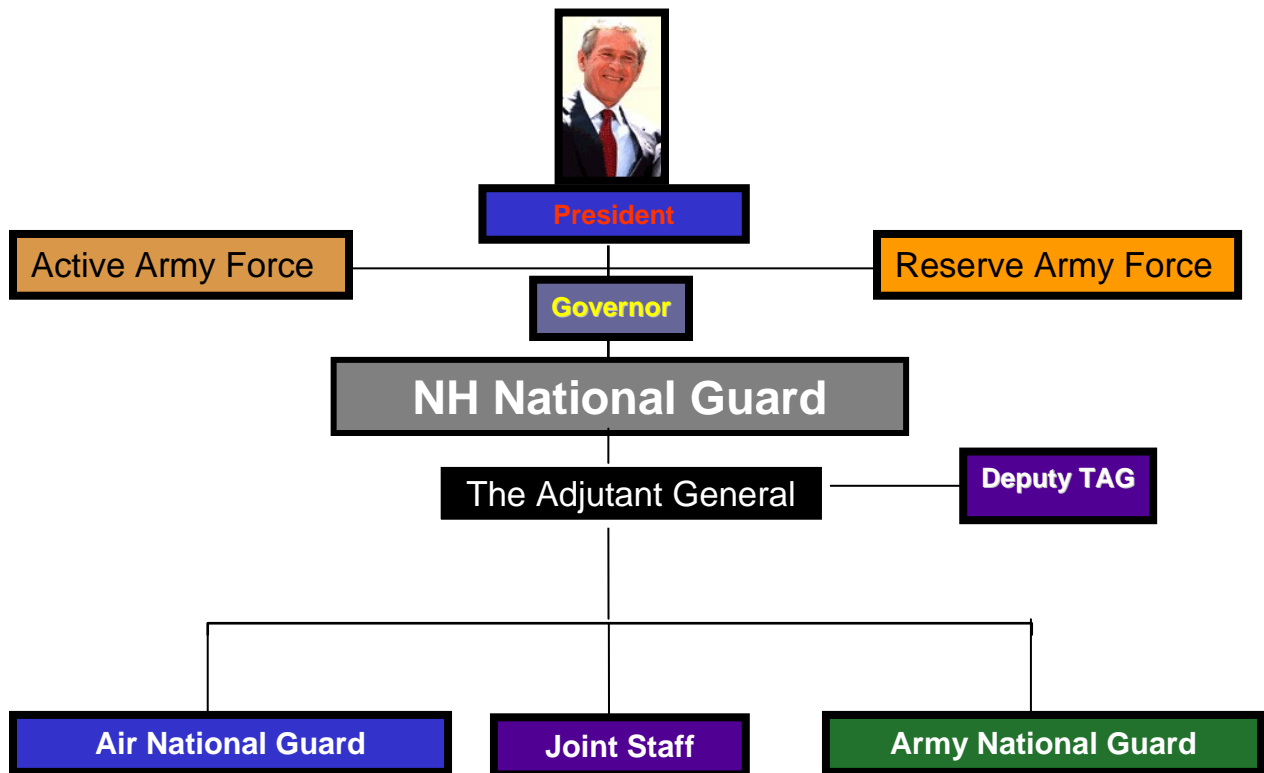 President
Active Army Force
Reserve Army Force
Governor
NH National Guard
The Adjutant General
Deputy TAG
Air National Guard
Joint Staff
Army National Guard